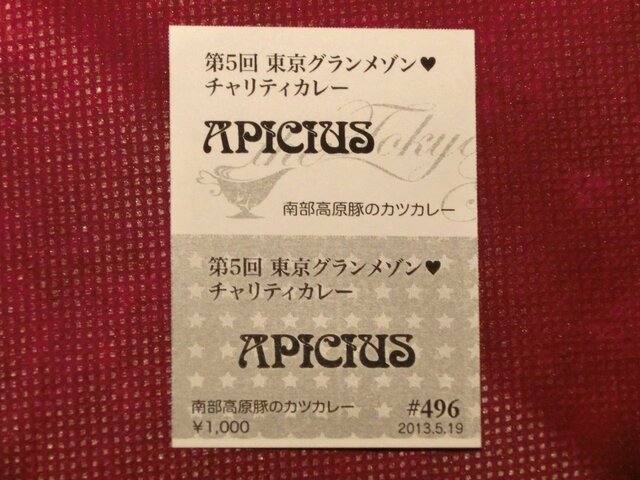 第5回 東京グランメゾン♥
チャリティカレー
The Tokyo
APICIUS
南部高原豚のカツカレー
第5回 東京グランメゾン♥
チャリティカレー
APICIUS
南部高原豚のカツカレー
#496
¥1,000
2013.5.19